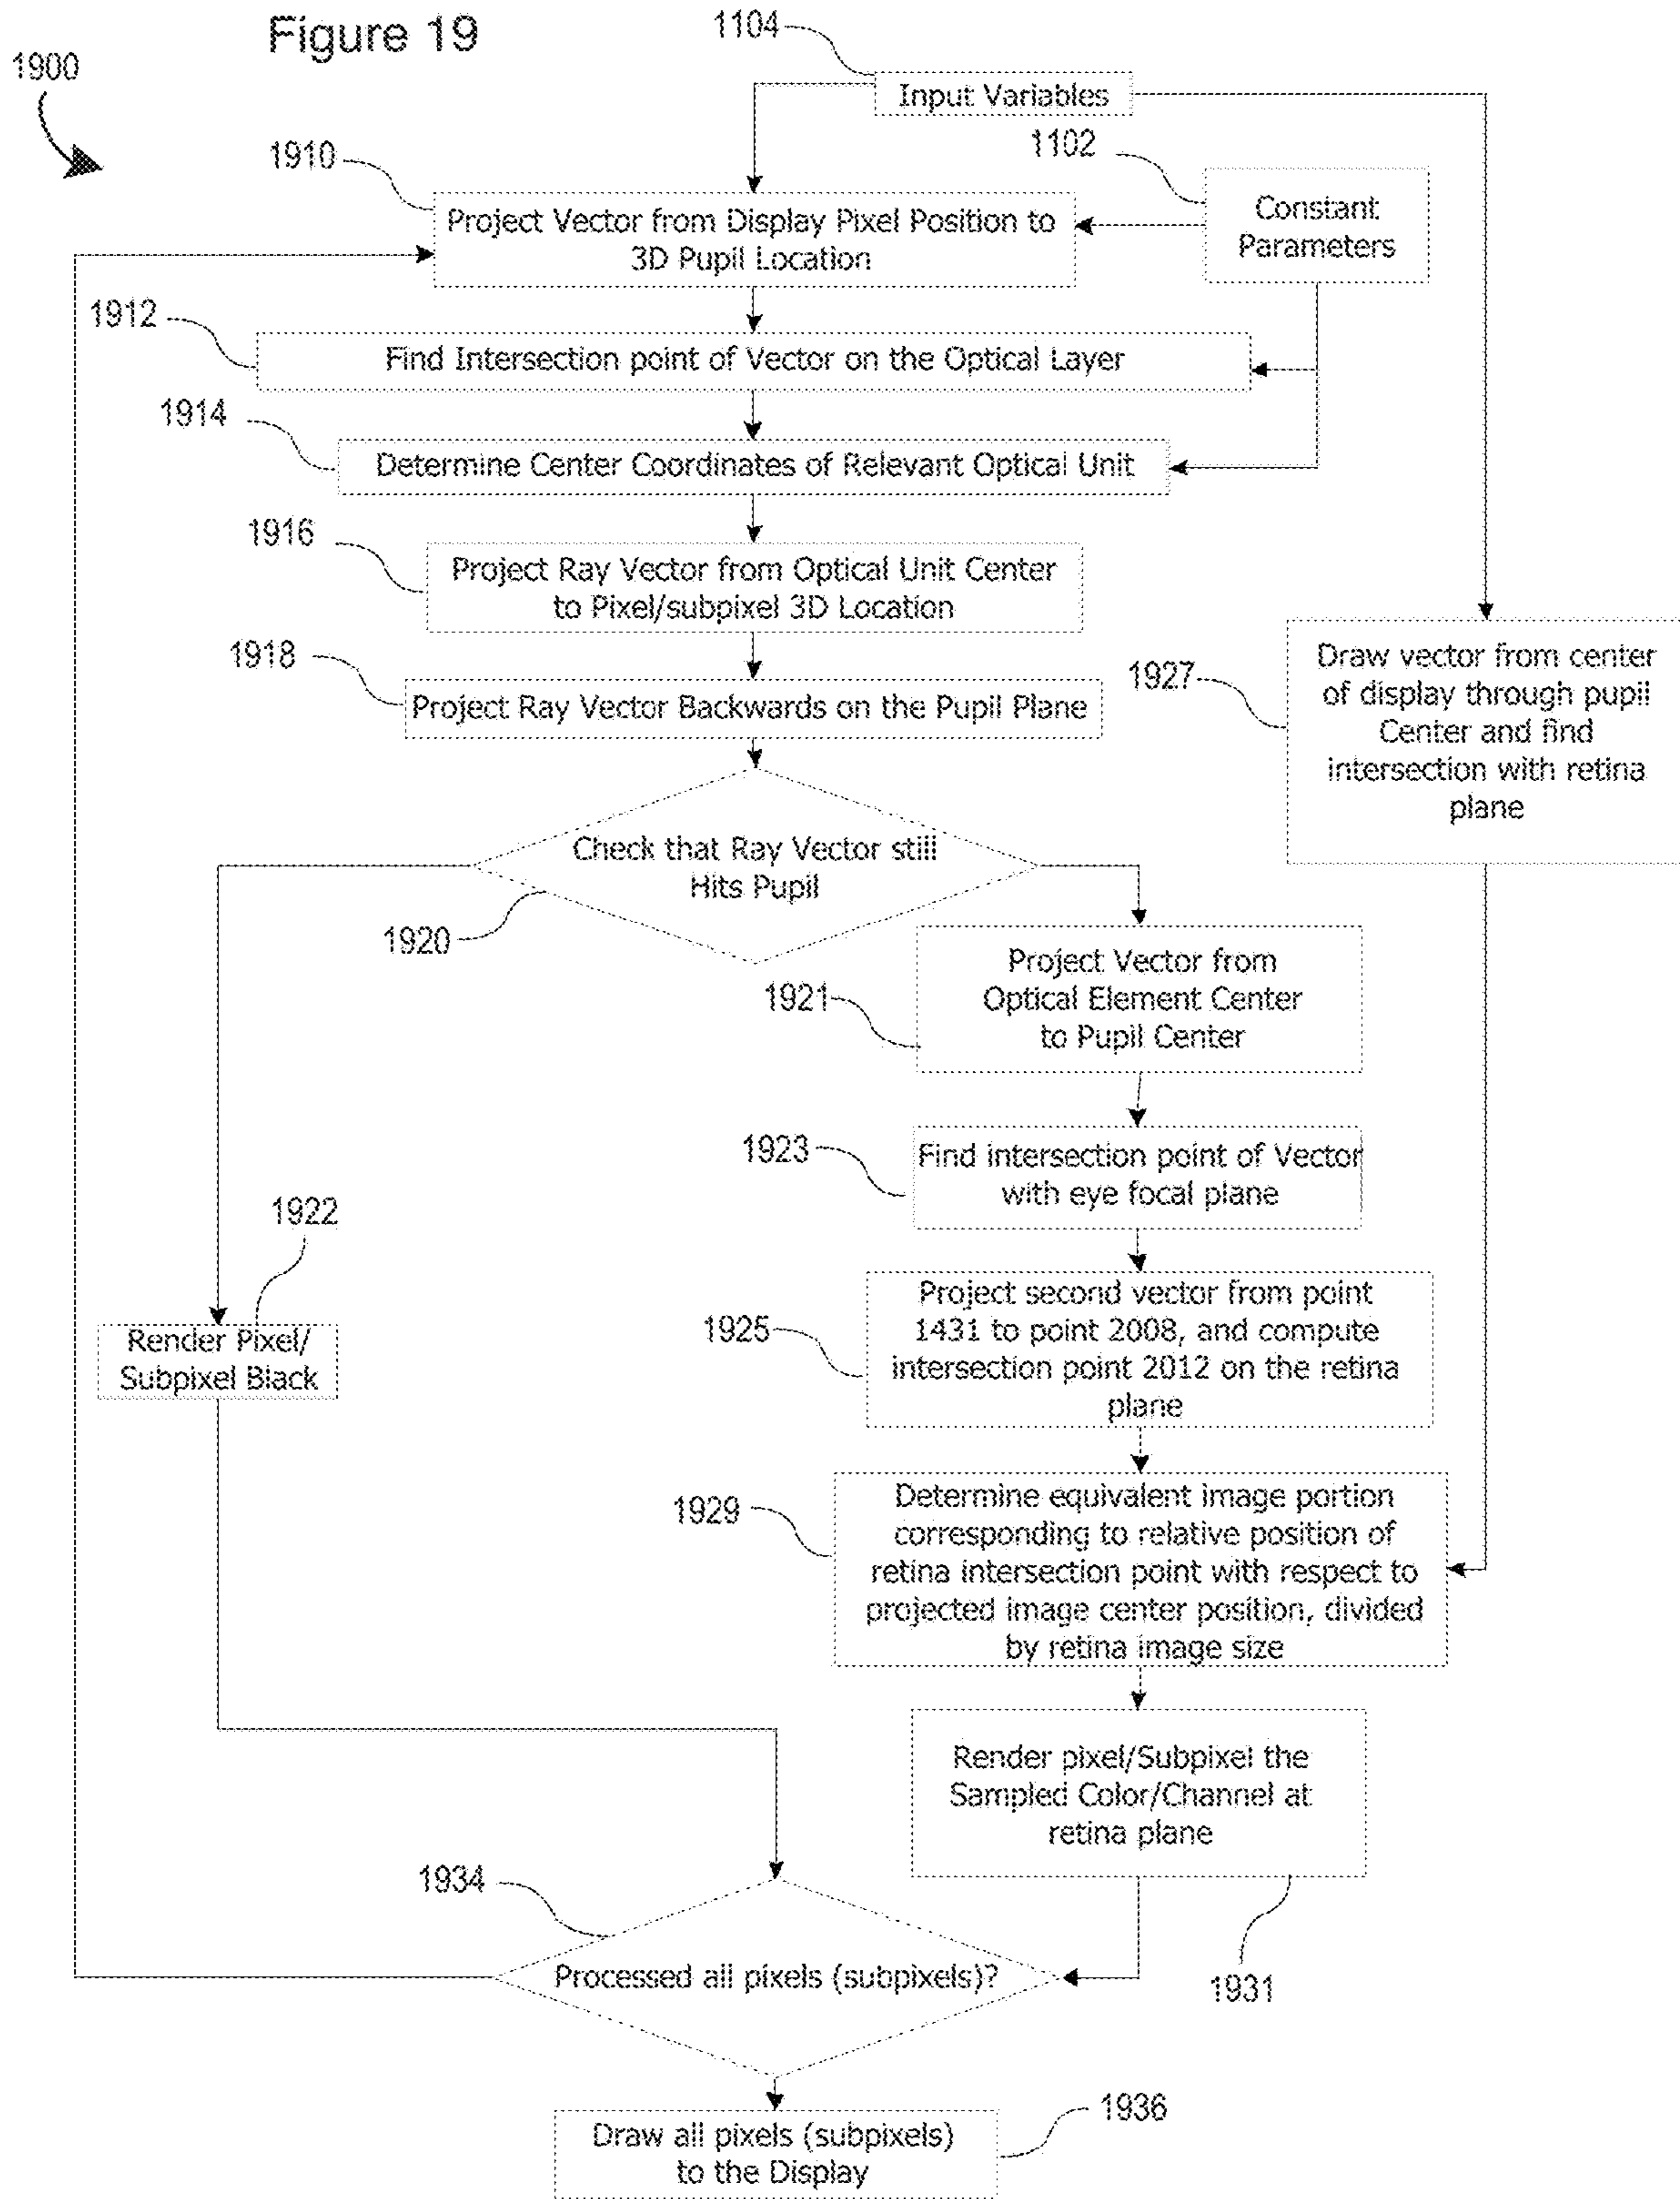 Figure 19
1900
1104
Input Variables
1102
Constant
Parameters
1910
Project Vector from Display Pixel Position to
3D Pupil Location
1912
Find Intersection point of Vector on the Optical Layer
1914
Determine Center Coordinates of Relevant Optical Unit
1916
Project Ray Vector from Optical Unit Center
to Pixel/subpixel 3D Location
1918
Project Ray Vector Backwards on the Pupil Plane
1927
Draw vector from center
of display through pupil
Center and find
intersection with retina
plane
Check that Ray Vector still
Hits Pupil
1920
1921
Project Vector from
Optical Element Center
to Pupil Center
1923
Find intersection point of Vector
with eye focal plane
1922
Render Pixel/
Subpixel Black
1925
Project second vector from point
1431 to point 2008, and compute
intersection point 2012 on the retina
plane
1929
Determine equivalent image portion
corresponding to relative position of
retina intersection point with respect to
projected image center position, divided
by retina image size
Render pixel/Subpixel the
Sampled Color/Channel at
retina plane
1931
1934
Processed all pixels (subpixels)?
1936
Draw all pixels (subpixels)
to the Display